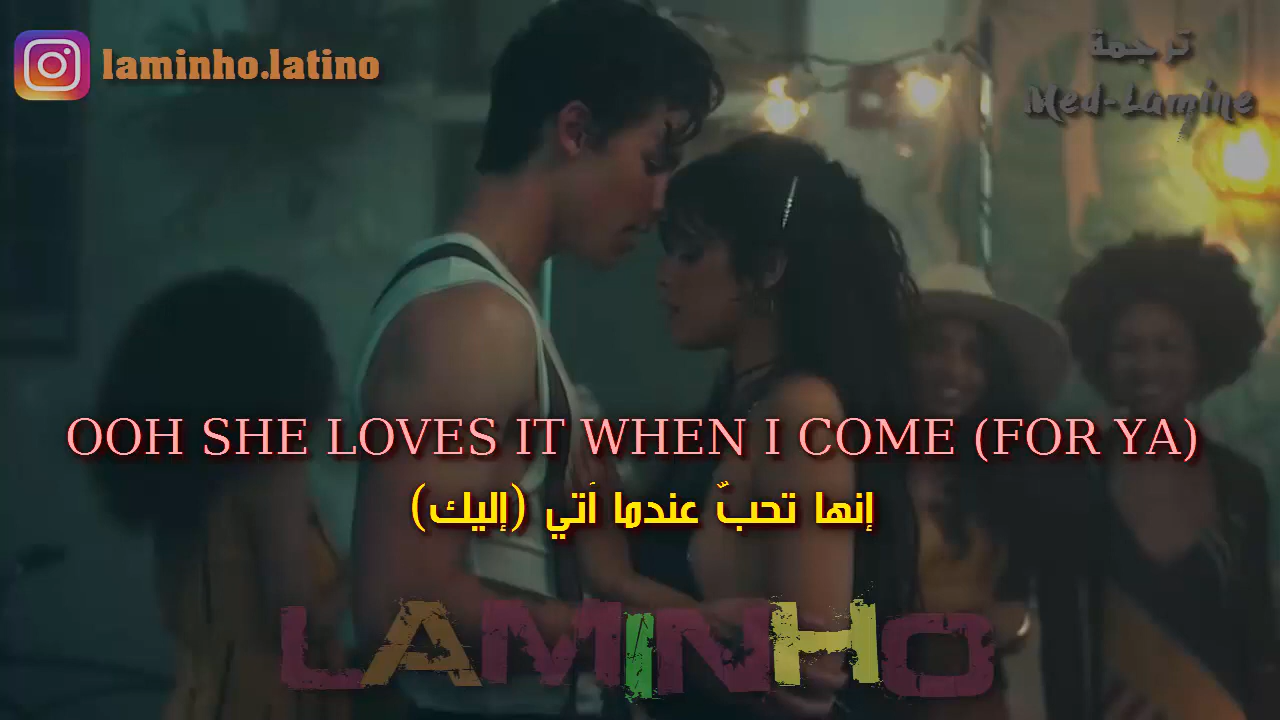 laminho.latino
ترجمة
Med-Lamine
OOH SHE LOVES IT WHEN I COME (FOR YA)
إنها تحبٌ عندما آتي (إليك)
LAMINHO